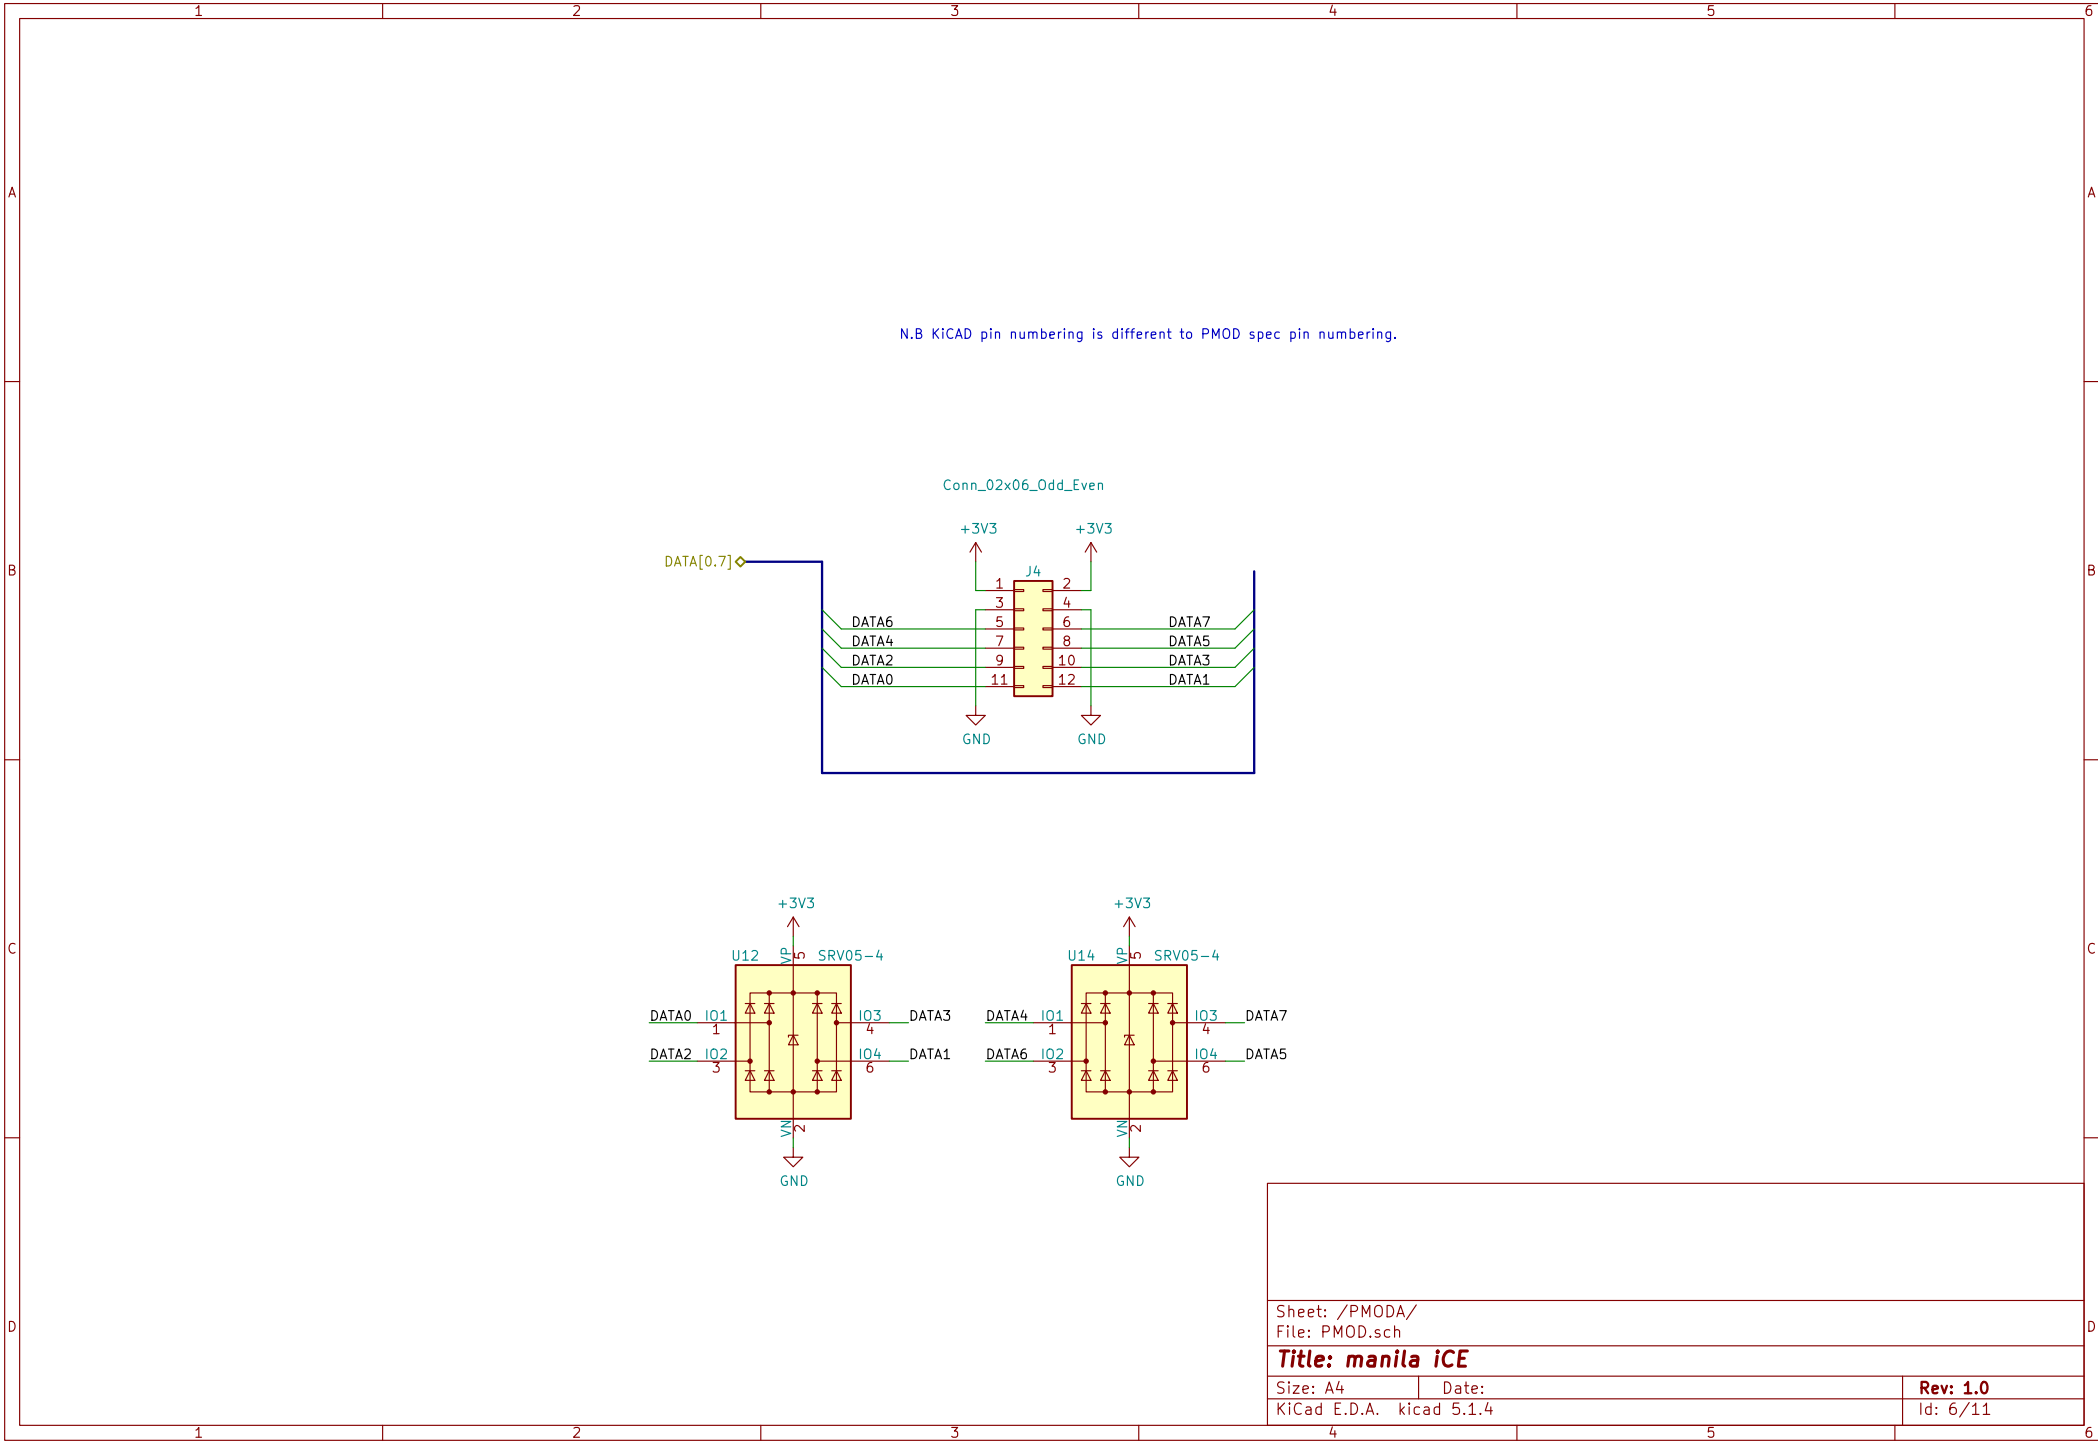 1 2 3 4 5 6
A A
N.B KiCAD pin numbering is different to PMOD spec pin numbering.
Conn_02x06_Odd_Even
+3V3 +3V3
DATA[0.7]
B B
J4
1 2
3 4
DATA6 5 6 DATA7
DATA4 7 8 DATA5
DATA2 9 10 DATA3
DATA0 11 12 DATA1
GND GND
+3V3 +3V3
C C
U12 VP 5 SRV05-4 U14 VP 5 SRV05-4
DATA0 IO1 1 IO3 4 DATA3 DATA4 IO1 1 IO3 4 DATA7
DATA2 IO2 3 IO4 6 DATA1 DATA6 IO2 3 IO4 6 DATA5
VN 2 VN 2
GND GND
Sheet: /PMODA/
D D
File: PMOD.sch
Title: manila iCE
Size: A4 Date: Rev: 1.0
KiCad E.D.A. kicad 5.1.4 Id: 6/11
1 2 3 4 5 6